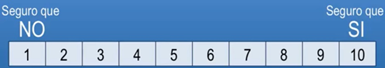 Seguro que Seguro que
NO SI
1 2 3 4 5 6 7 8 9 10